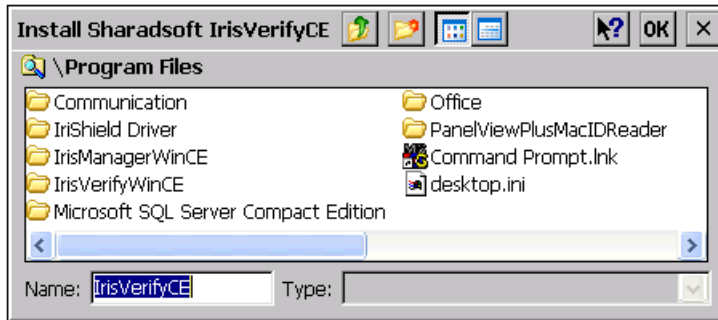 Install Sharadsoft IrisVerifyCE OK ×
\Program Files
Communication
IriShield Driver
IrisManagerWinCE
IrisVerifyWinCE
Microsoft SQL Server Compact Edition
Office
PanelViewPlusMacIDReader
Command Prompt.lnk
desktop.ini
Name: IrisVerifyCE Type: